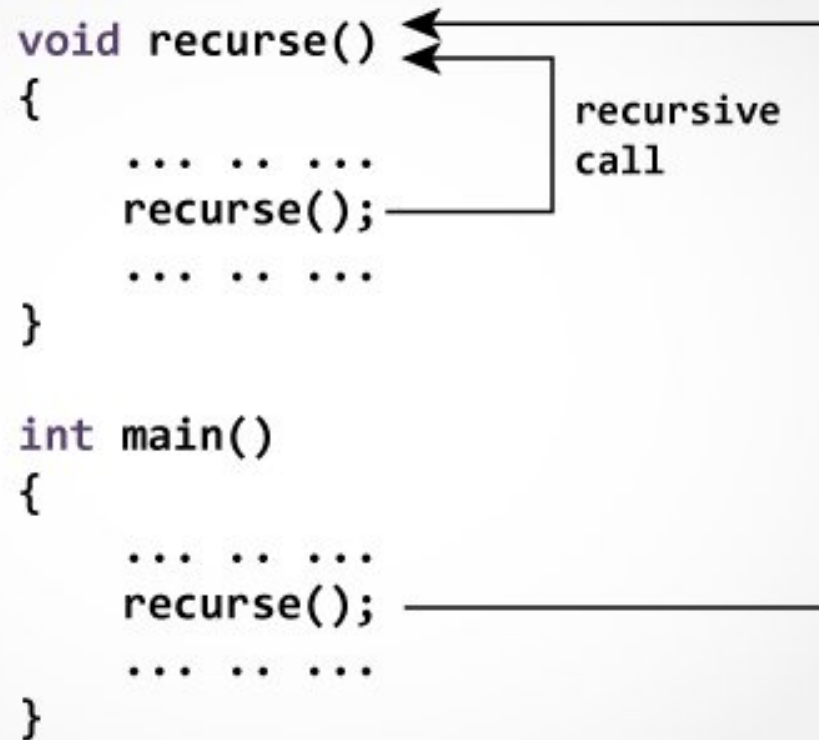 void recurse()
{
... .. ...
recurse();
... .. ...
}
recursive
call
int main()
{
... .. ...
recurse();
... .. ...
}